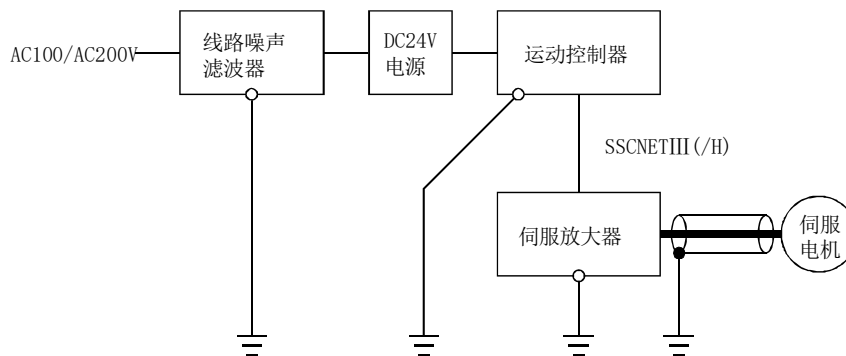 AC100/AC200V
线路噪声
滤波器
DC24V
电源
运动控制器
SSCNETⅢ(/H)
伺服放大器
伺服
电机